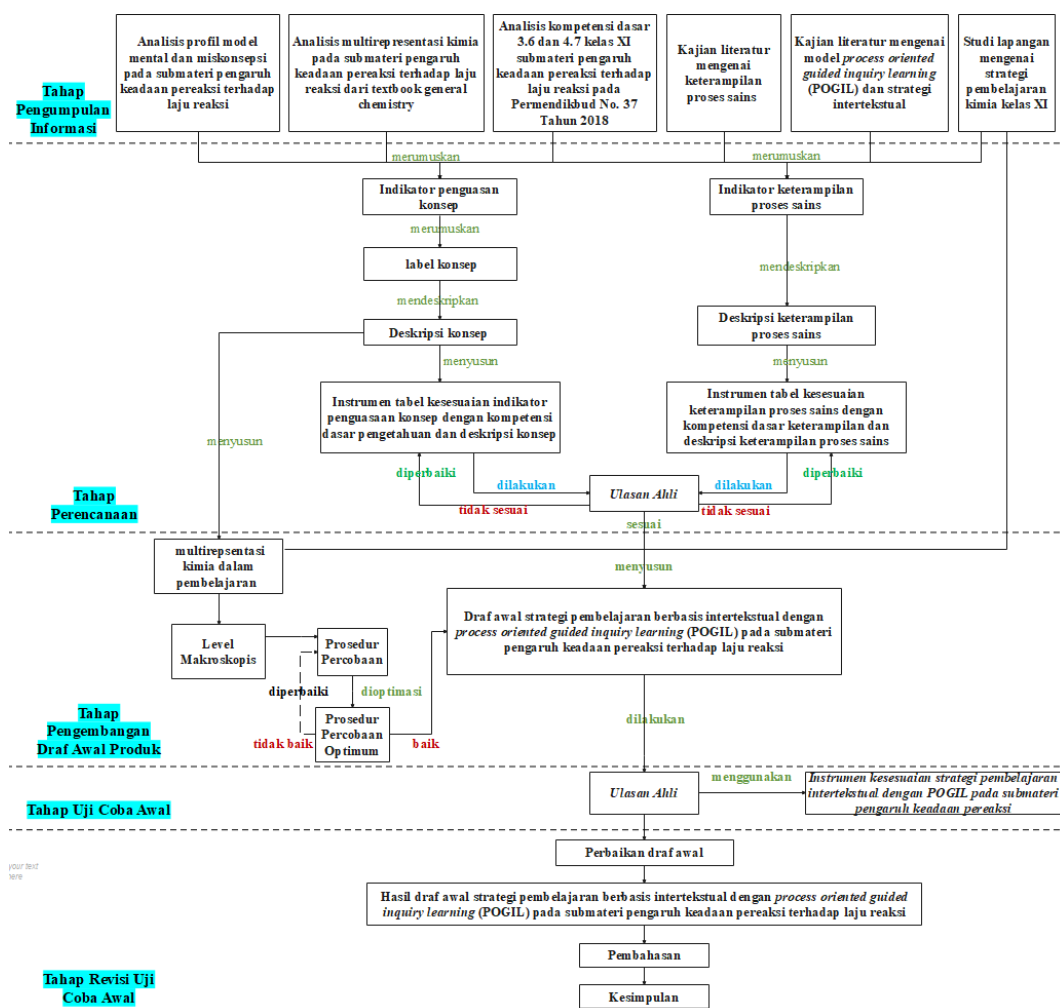 Analisis profil model
mental dan miskonsepsi
pada submateri pengaruh
keadaan pereaksi terhadap
laju reaksi
Analisis multirepresentasi kimia
pada submateri pengaruh
keadaan pereaksi terhadap laju
reaksi dari textbook general
chemistry
Analisis kompetensi dasar
3.6 dan 4.7 kelas XI
submateri pengaruh
keadaan pereaksi terhadap
laju reaksi pada
Permendikbud No. 37
Tahun 2018
Kajian literatur
mengenai
keterampilan
proses sains
Kajian literatur mengenai
model process oriented
guided inquiry learning
(POGIL) dan strategi
intertekstual
Studi lapangan
mengenai
strategi
pembelajaran
kimia kelas XI
Tahap
Pengumpulan
Informasi
merumuskan
merumuskan
Indikator penguasan
konsep
Indikator keterampilan
proses sains
merumuskan
label konsep
mendeskripkan
mendeskripkan
Deskripsi konsep
Deskripsi keterampilan
proses sains
menyusun
menyusun
Instrumen tabel kesesuaian indikator
penguasaan konsep dengan kompetensi
dasar pengetahuan dan deskripsi konsep
Instrumen tabel kesesuaian
keterampilan proses sains dengan
kompetensi dasar keterampilan dan
deskripsi keterampilan proses sains
menyusun
diperbaiki
dilakukan
Ulasan Ahli
dilakukan
diperbaiki
tidak sesuai
tidak sesuai
sesuai
Tahap
Perencanaan
multirepsentasi
kimia dalam
pembelajaran
menyusun
Draf awal strategi pembelajaran berbasis intertekstual dengan
process oriented guided inquiry learning (POGIL) pada submateri
pengaruh keadaan pereaksi terhadap laju reaksi
Level
Makroskopis
Prosedur
Percobaan
diperbaiki
dioptimasi
Prosedur
Percobaan
Optimum
tidak baik
baik
dilakukan
Tahap
Pengembangan
Draf Awal Produk
Ulasan Ahli
menggunakan
Instrumen kesesuaian strategi pembelajaran
intertekstual dengan POGIL pada submateri
pengaruh keadaan pereaksi
Tahap Uji Coba Awal
Perbaikan draf awal
your text
here
Hasil draf awal strategi pembelajaran berbasis intertekstual dengan process oriented guided
inquiry learning (POGIL) pada submateri pengaruh keadaan pereaksi terhadap laju reaksi
Pembahasan
Kesimpulan
Tahap Revisi Uji
Coba Awal